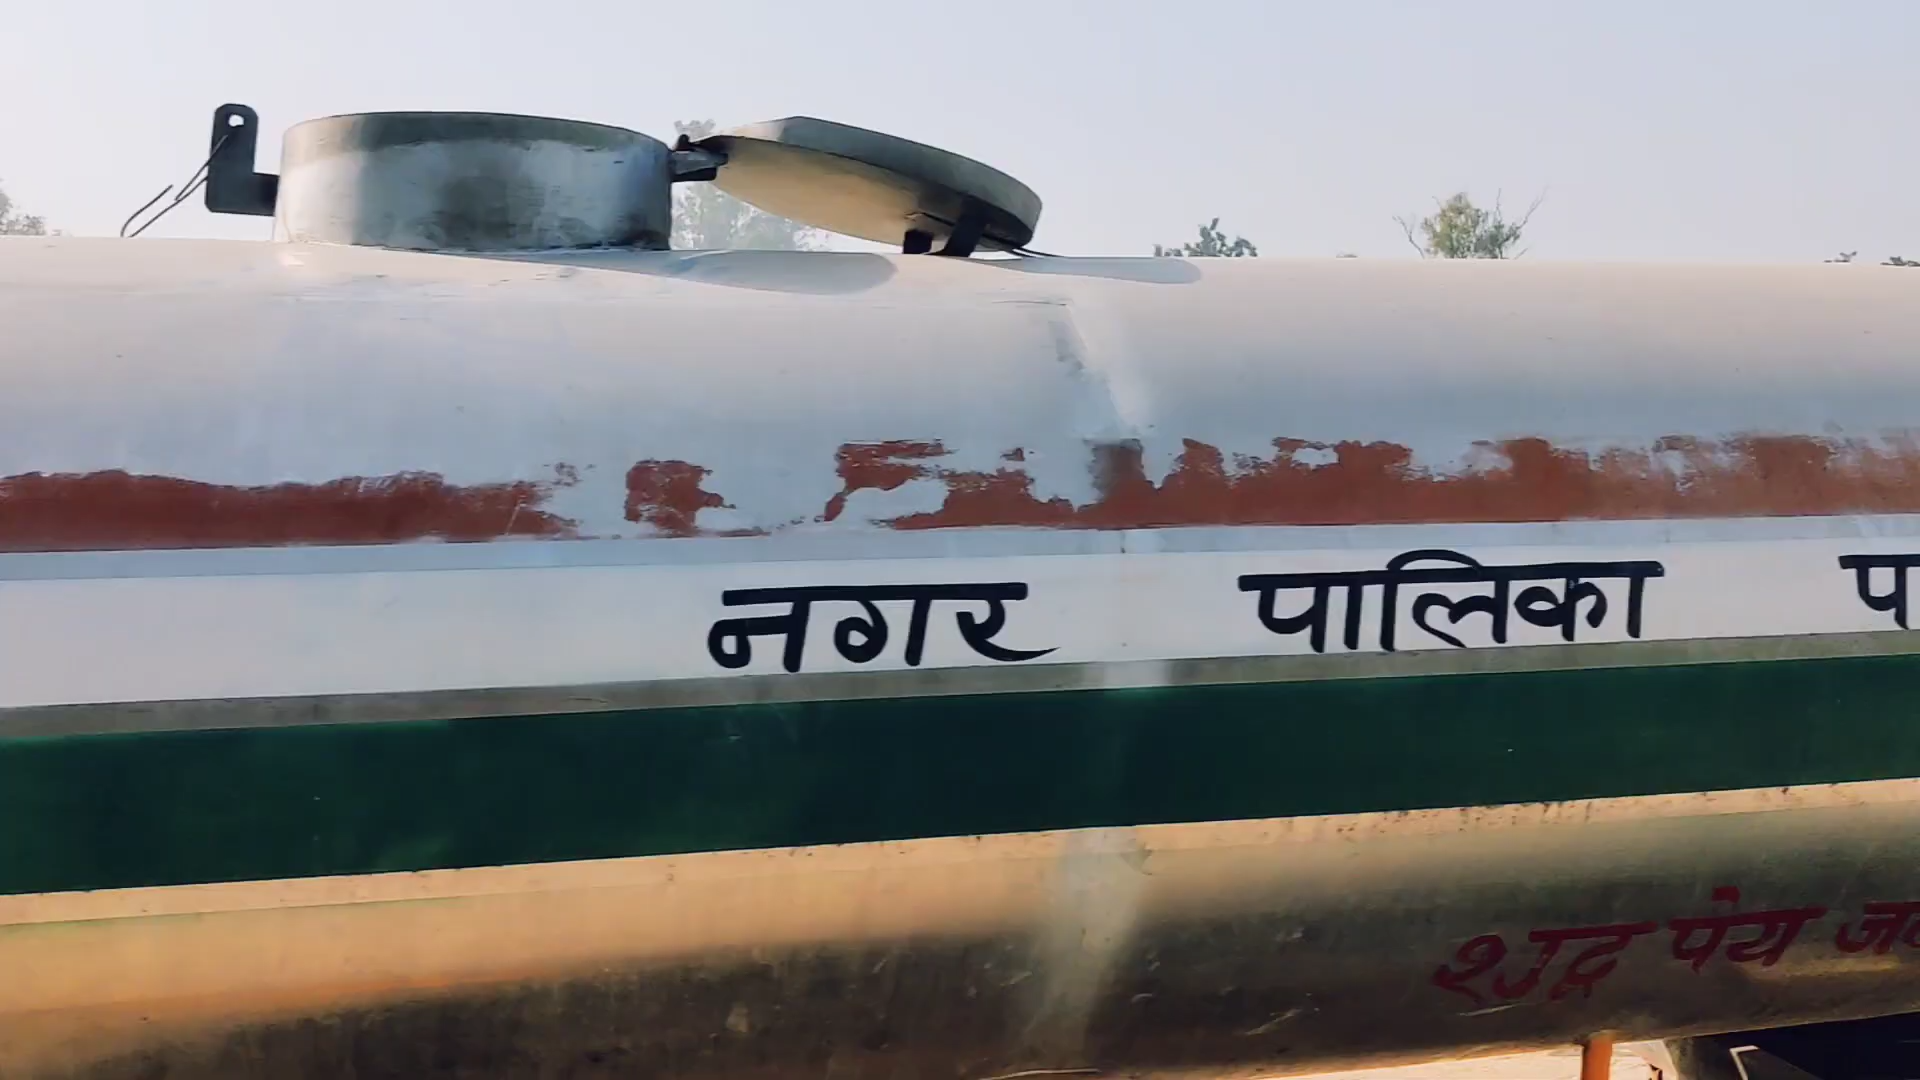 नगर पालिका प
शुद्ध पेय ज